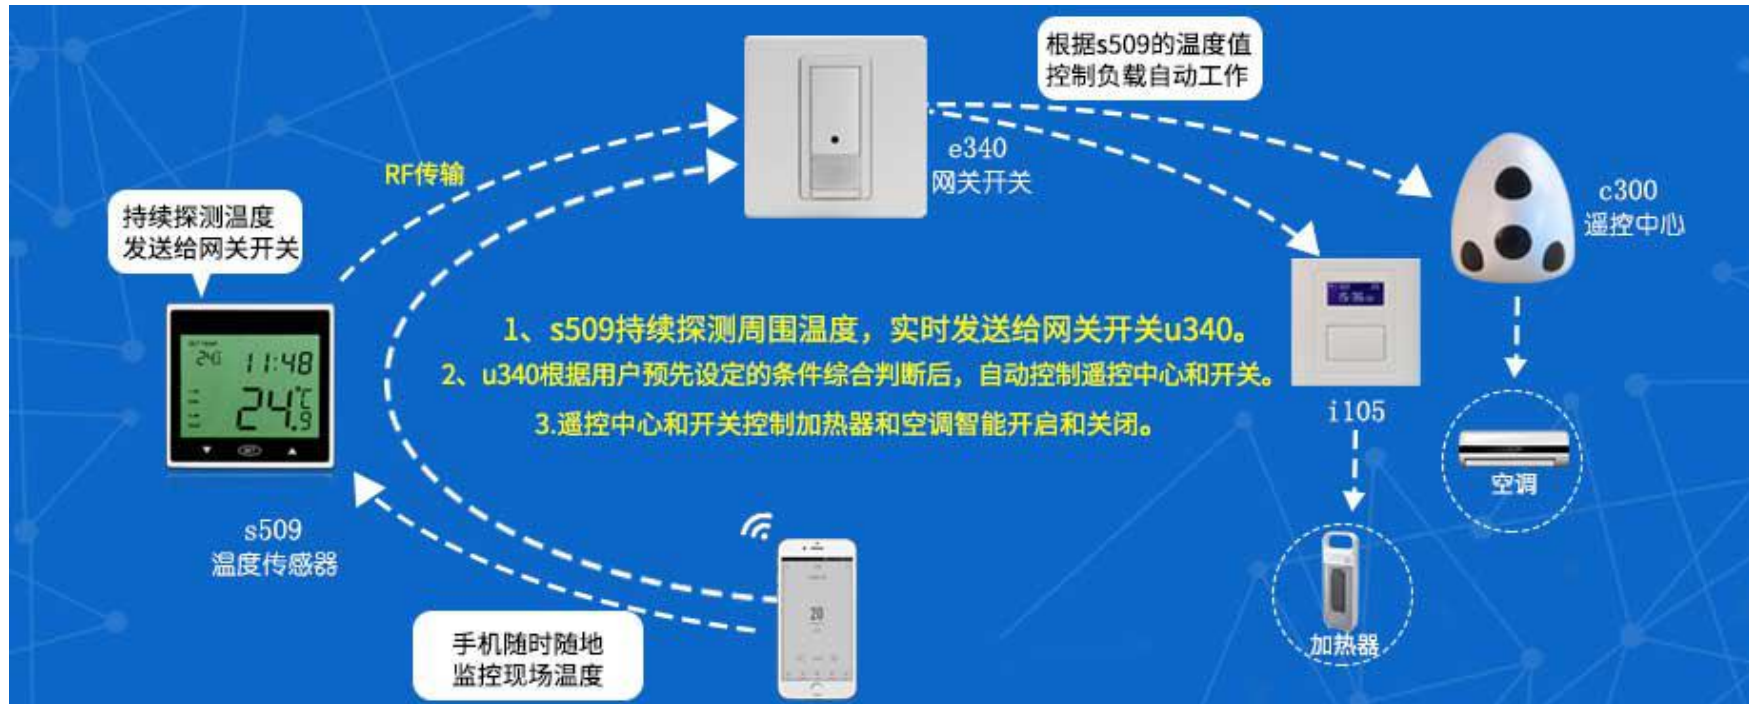 根据s509的温度值
控制负载自动工作
e340
网关开关
c300
遥控中心
RF传输
持续探测温度
发送给网关开关
1、s509持续探测周围温度，实时发送给网关开关u340。
2、u340根据用户预先设定的条件综合判断后，自动控制遥控中心和开关。
3.遥控中心和开关控制加热器和空调智能开启和关闭。
11:48
24.9℃
SET
i105
空调
s509
温度传感器
20
加热器
手机随时随地
监控现场温度